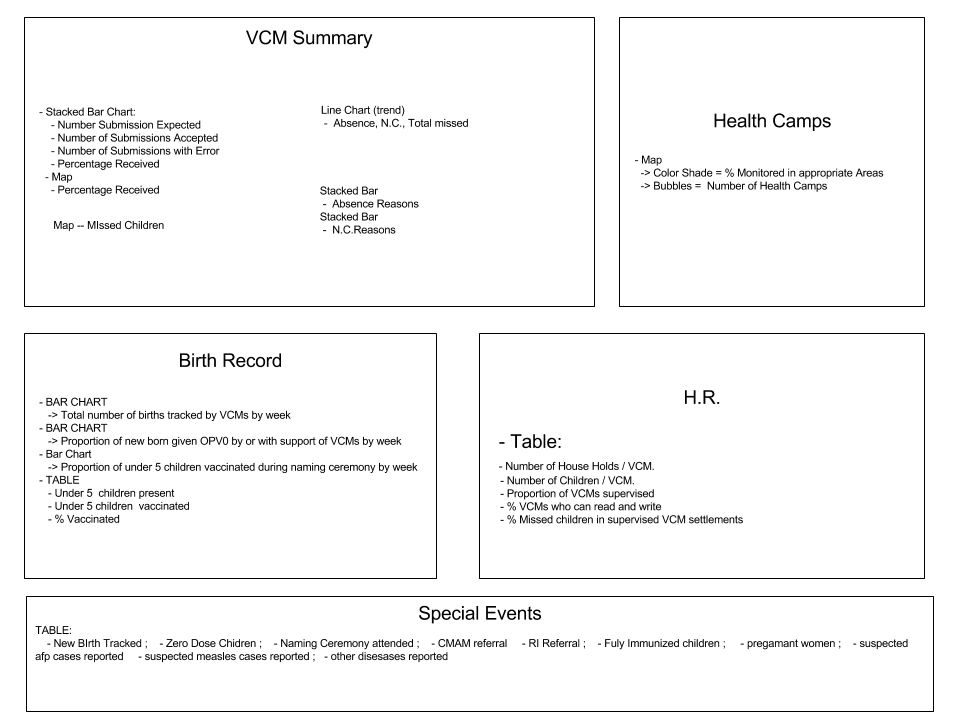 VCM Summary
- Stacked Bar Chart:
- Number Submission Expected
- Number of Submissions Accepted
- Number of Submissions with Error
- Percentage Received
- Map
- Percentage Received
Map -- MIssed Children
Line Chart (trend)
- Absence, N.C., Total missed
Stacked Bar
- Absence Reasons
Stacked Bar
- N.C.Reasons
Health Camps
- Map
-> Color Shade = % Monitored in appropriate Areas
-> Bubbles = Number of Health Camps
Birth Record
- BAR CHART
-> Total number of births tracked by VCMs by week
- BAR CHART
-> Proportion of new born given OPV0 by or with support of VCMs by week
- Bar Chart
-> Proportion of under 5 children vaccinated during naming ceremony by week
- TABLE
- Under 5 children present
- Under 5 children vaccinated
- % Vaccinated
H.R.
- Table:
- Number of House Holds / VCM.
- Number of Children / VCM.
- Proportion of VCMs supervised
- % VCMs who can read and write
- % Missed children in supervised VCM settlements
Special Events
TABLE:
- New BIrth Tracked ; - Zero Dose Chidren ; - Naming Ceremony attended ; - CMAM referral - RI Referral ; - Fuly Immunized children ; - pregamant women ; - suspected
afp cases reported - suspected measles cases reported ; - other disesases reported